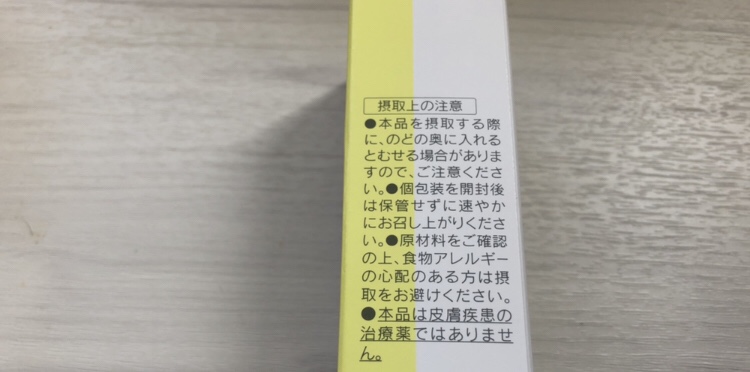 摂取上の注意
●本品を摂取する際
に、のどの奥に入れる
とむせる場合がありま
すので、ご注意くださ
い。●個包装を開封後
は保管せずに速やか
にお召し上がりくださ
い。●原材料をご確認
の上、食物アレルギー
の心配のある方は摂
取をお避けください。
●本品は皮膚疾患の
治療薬ではありませ
ん。